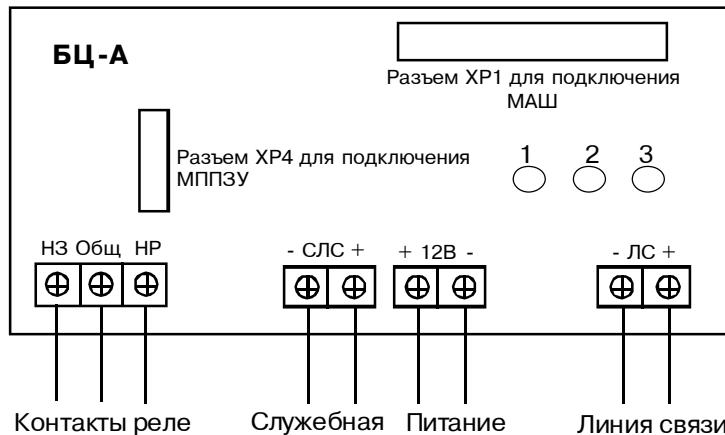 БЦ-А
Разъем ХР1 для подключения
МАШ
Разъем ХР4 для подключения
МППЗУ
1 2 3
НЗ Общ НР
- СЛС +
+ 12В -
- ЛС +
Контакты реле
Служебная
Питание
Линия связи